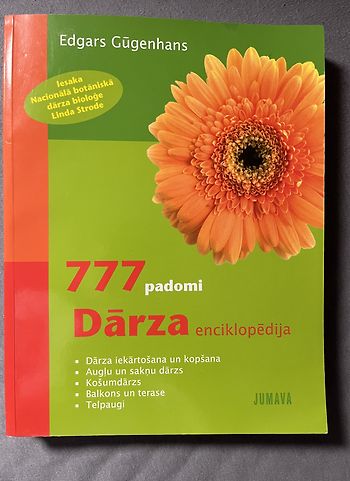 Edgars Gūgenhans
Iesaka
Nacionālā botāniskā
dārza bioloģe
Linda Strode
777 padomi
Dārza enciklopēdija
▪ Dārza iekārtošana un kopšana
▪ Augļu un sakņu dārzs
▪ Košumdārzs
▪ Balkons un terase
▪ Telpaugi
JUMAVA